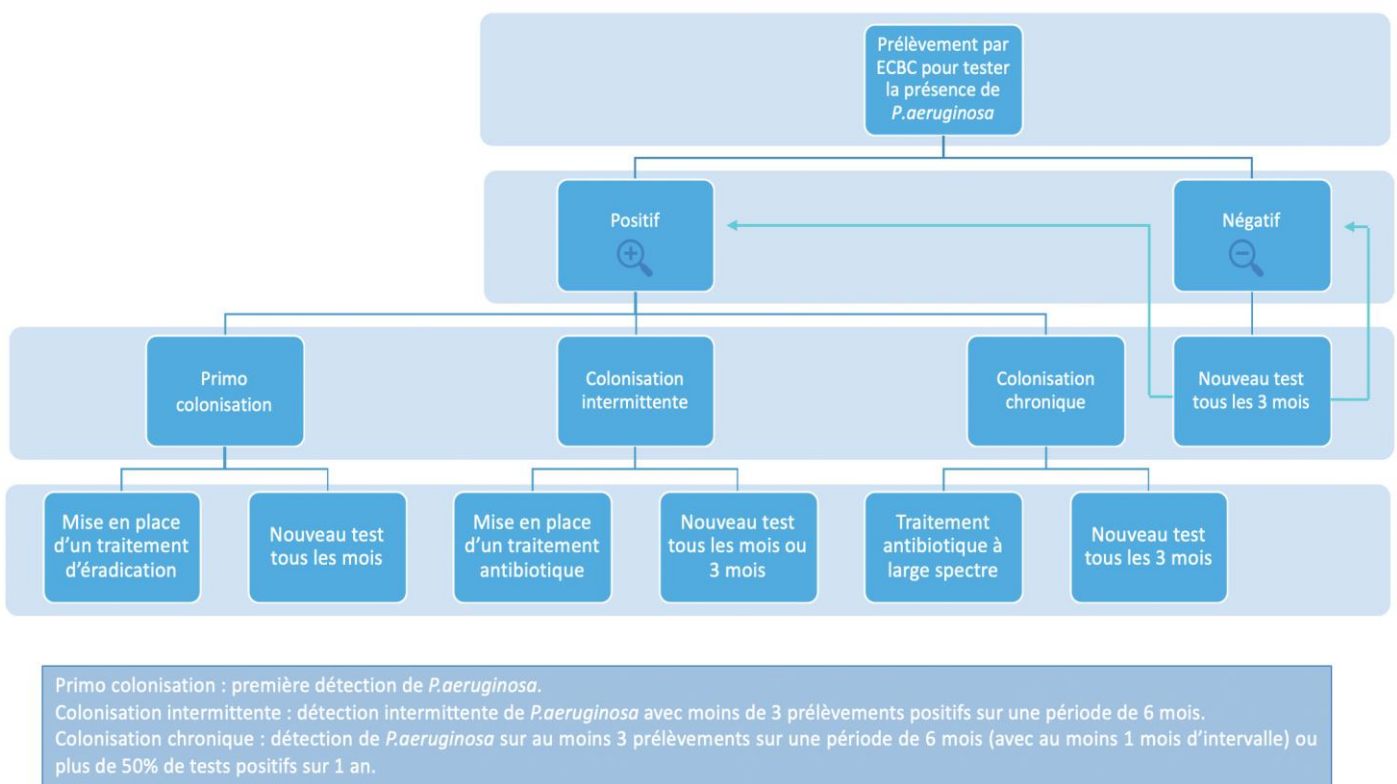 Prélèvement par
ECBC pour tester
la présence de
P.aeruginosa
Positif
Négatif
Primo
colonisation
Colonisation
intermittente
Colonisation
chronique
Nouveau test
tous les 3 mois
Mise en place
d'un traitement
d'éradication
Nouveau test
tous les mois
Mise en place
d'un traitement
antibiotique
Nouveau test
tous les mois ou
3 mois
Traitement
antibiotique à
large spectre
Nouveau test
tous les 3 mois
Primo colonisation : première détection de P.aeruginosa.
Colonisation intermittente : détection intermittente de P.aeruginosa avec moins de 3 prélèvements positifs sur une période de 6 mois.
Colonisation chronique : détection de P.aeruginosa sur au moins 3 prélèvements sur une période de 6 mois (avec au moins 1 mois d'intervalle) ou
plus de 50% de tests positifs sur 1 an.